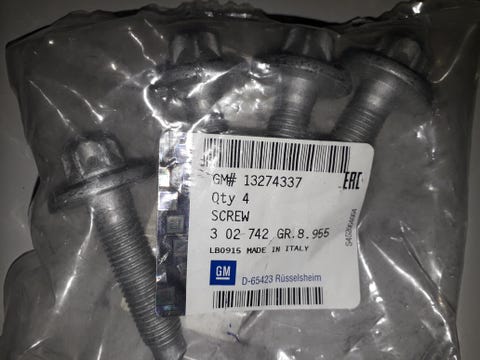 GM# 13274337
EAC
Qty 4
SCREW
3 02 742 GR.8.955
LB0915 MADE IN ITALY
GM
D-65423 Rüsselsheim